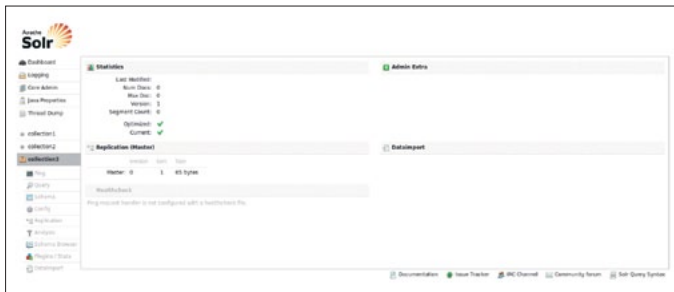 Apache
Solr
Dashboard
Logging
Core Admin
Java Properties
Thread Dump
collection1
collection2
collection3
Ping
Query
Schema
Config
Replication
Analysis
Schema Browser
Plugins / Stats
Dataimport
Statistics
Last Modified:
Num Docs: 0
Max Doc: 0
Version: 1
Segment Count: 0
Optimized:
Current:
Replication (Master)
Version Gen Size
Master: 0 1 65 bytes
Healthcheck
Ping request handler is not configured with a healthcheck file.
Admin Extra
Dataimport
Documentation Issue Tracker IRC Channel Community forum Solr Query Syntax